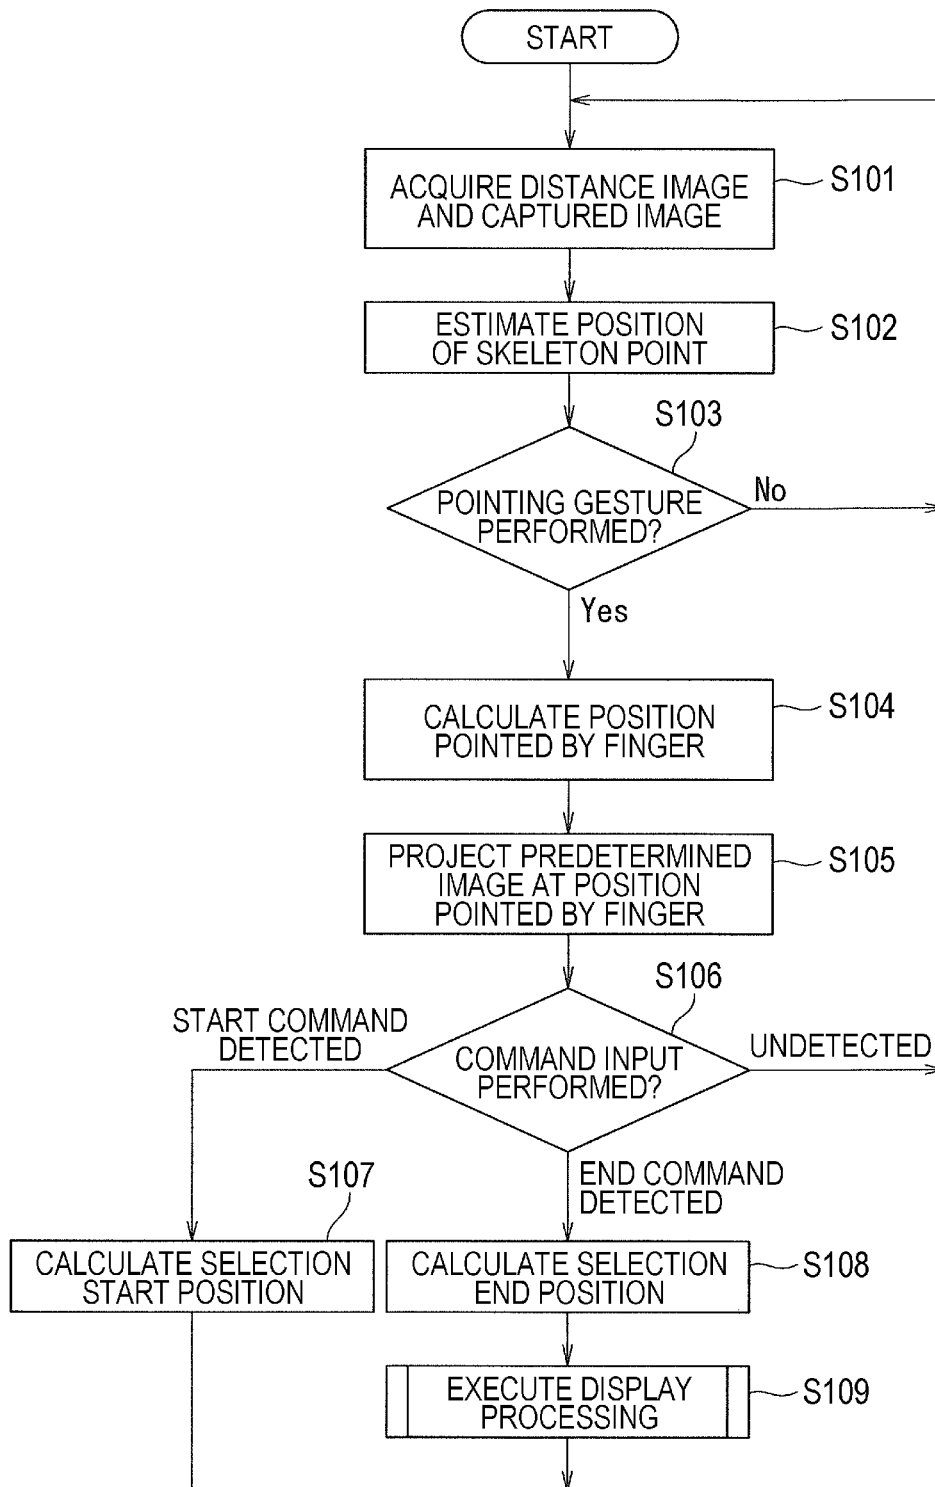 START
ACQUIRE DISTANCE IMAGE
AND CAPTURED IMAGE
S101
ESTIMATE POSITION
OF SKELETON POINT
S102
S103
POINTING GESTURE
PERFORMED?
No
Yes
CALCULATE POSITION
POINTED BY FINGER
S104
PROJECT PREDETERMINED
IMAGE AT POSITION
POINTED BY FINGER
S105
S106
COMMAND INPUT
PERFORMED?
START COMMAND
DETECTED
UNDETECTED
END COMMAND
DETECTED
S107
CALCULATE SELECTION
START POSITION
CALCULATE SELECTION
END POSITION
S108
EXECUTE DISPLAY
PROCESSING
S109